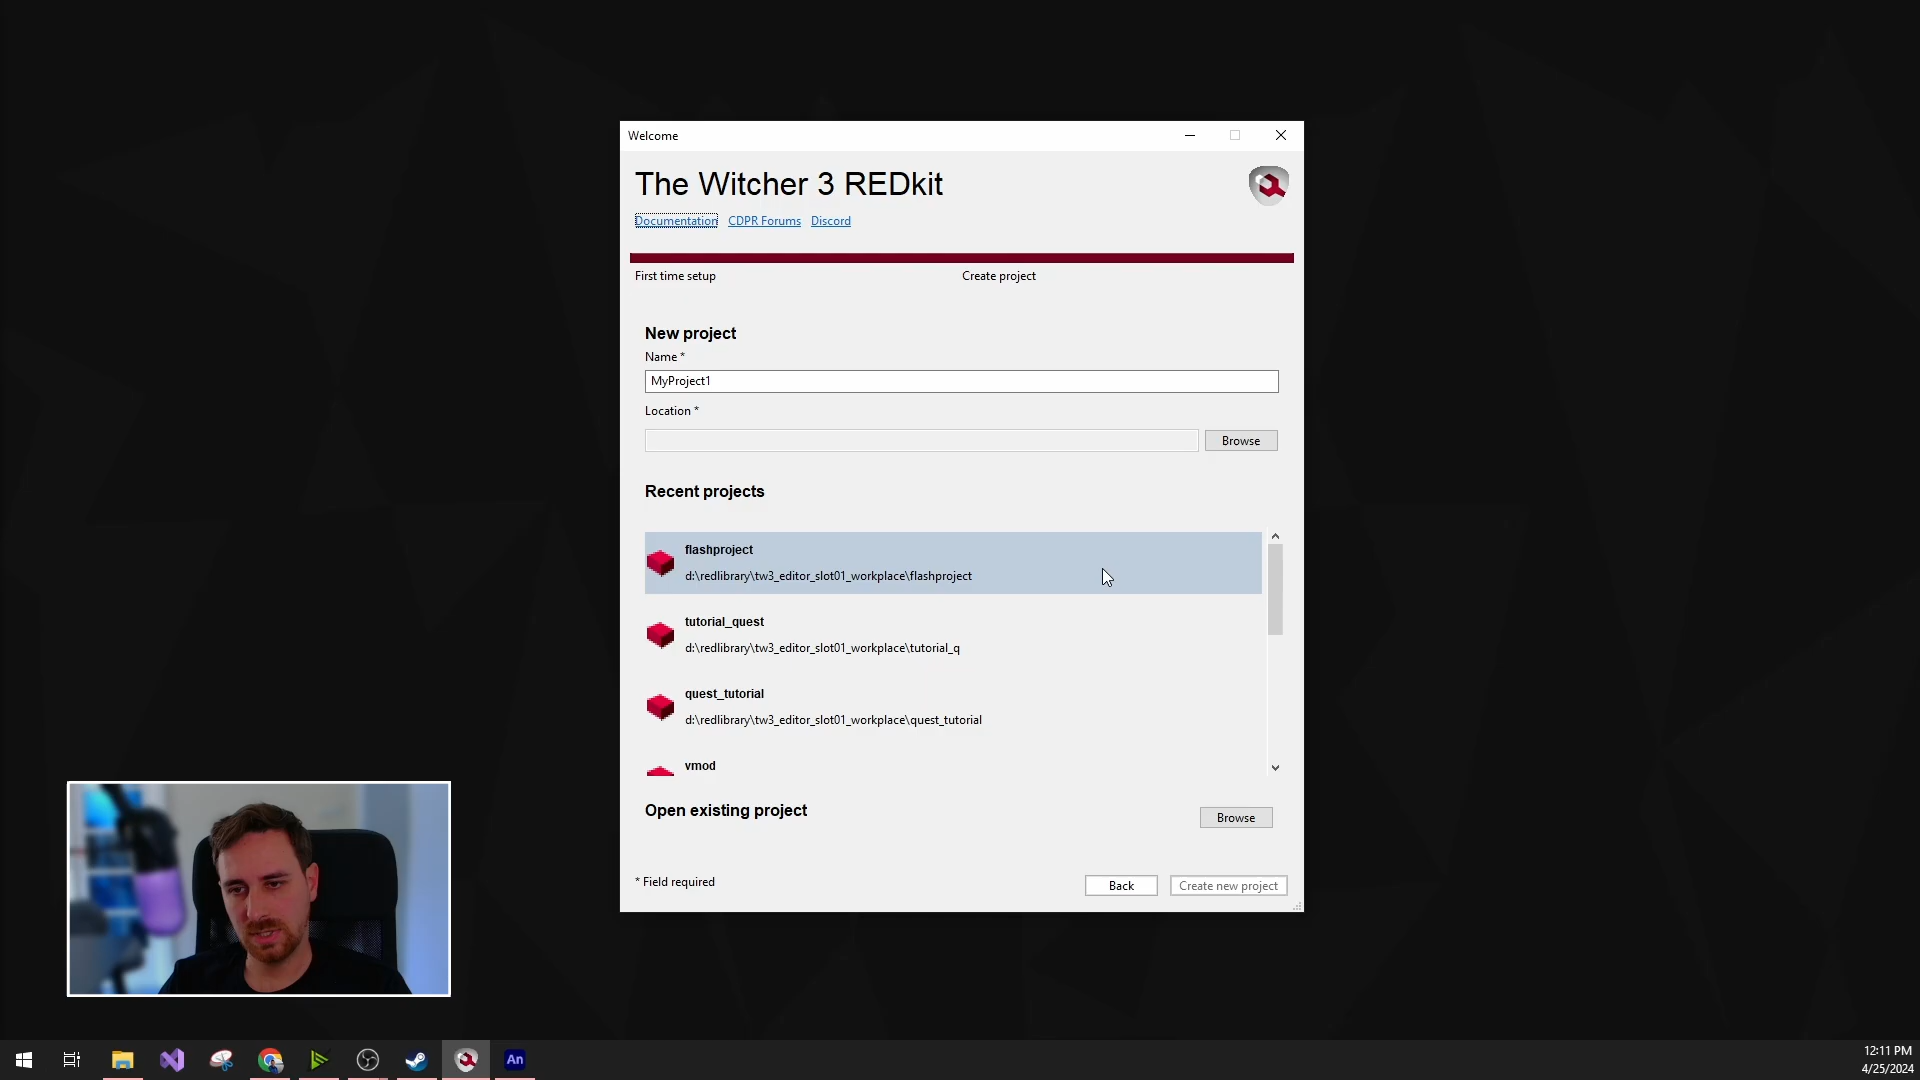 Welcome
The Witcher 3 REDkit
Documentation CDPR Forums Discord
First time setup Create project
New project
Name *
MyProject1
Location *
Browse
Recent projects
flashproject
d:\redlibrary\tw3_editor_slot01_workplace\flashproject
tutorial_quest
d:\redlibrary\tw3_editor_slot01_workplace\tutorial_q
quest_tutorial
d:\redlibrary\tw3_editor_slot01_workplace\quest_tutorial
vmod
Open existing project
Browse
* Field required
Back Create new project
An
12:11 PM
4/25/2024